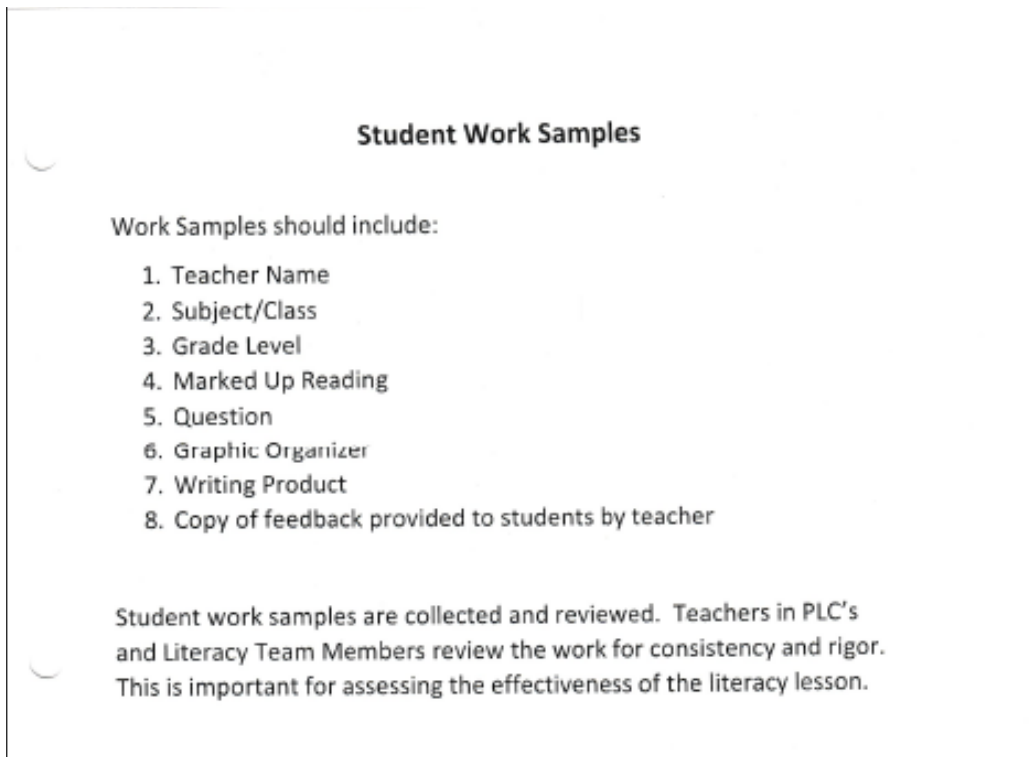 Student Work Samples
Work Samples should include:
1. Teacher Name
2. Subject/Class
3. Grade Level
4. Marked Up Reading
5. Question
6. Graphic Organizer
7. Writing Product
8. Copy of feedback provided to students by teacher
Student work samples are collected and reviewed. Teachers in PLC's
and Literacy Team Members review the work for consistency and rigor.
This is important for assessing the effectiveness of the literacy lesson.